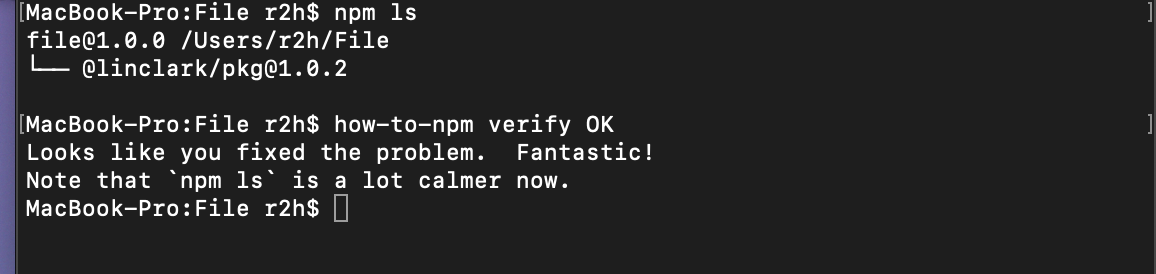 [MacBook-Pro:File r2h$ npm ls ]
file@1.0.0 /Users/r2h/File
└── @linclark/pkg@1.0.2
[MacBook-Pro:File r2h$ how-to-npm verify OK ]
Looks like you fixed the problem.  Fantastic!
Note that `npm ls` is a lot calmer now.
MacBook-Pro:File r2h$